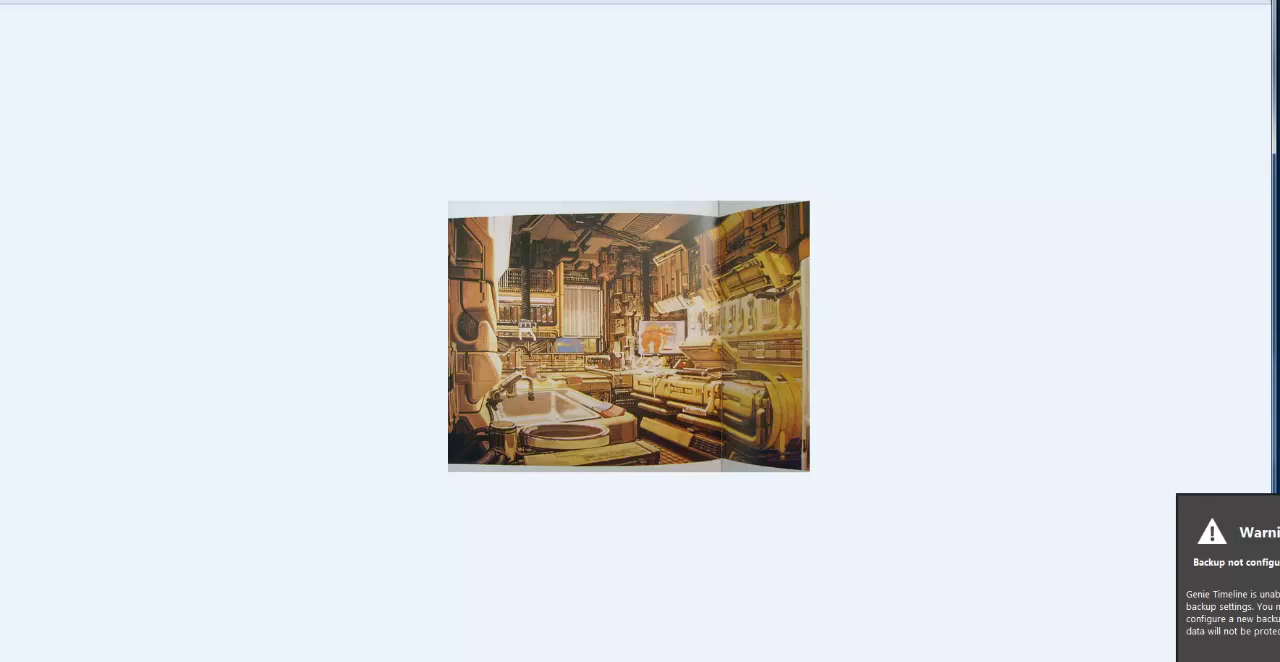 Warni
Backup not configu
Genie Timeline is unab
backup settings. You n
configure a new backu
data will not be protec